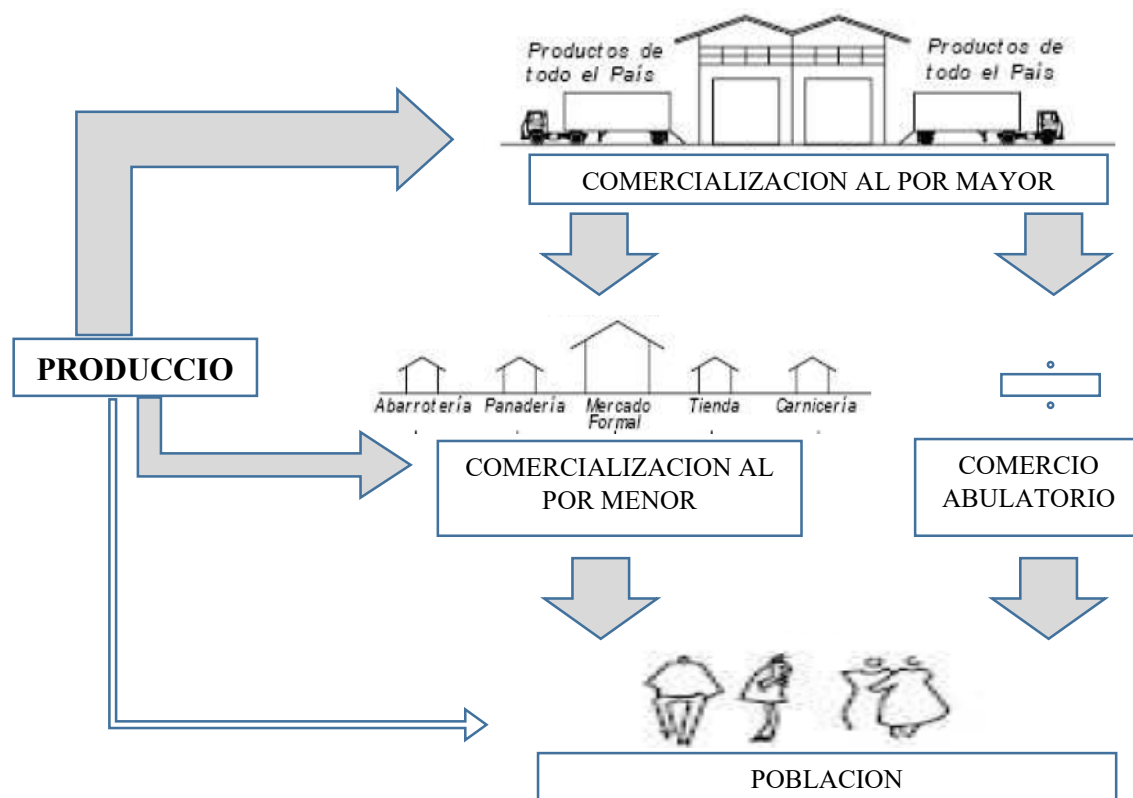 Productos de
todo el País
Productos de
todo el País
COMERCIALIZACION AL POR MAYOR
PRODUCCIO
Abarrotería
Panadería
Mercado
Formal
Tienda
Carnicería
COMERCIALIZACION AL
POR MENOR
COMERCIO
ABULATORIO
POBLACION